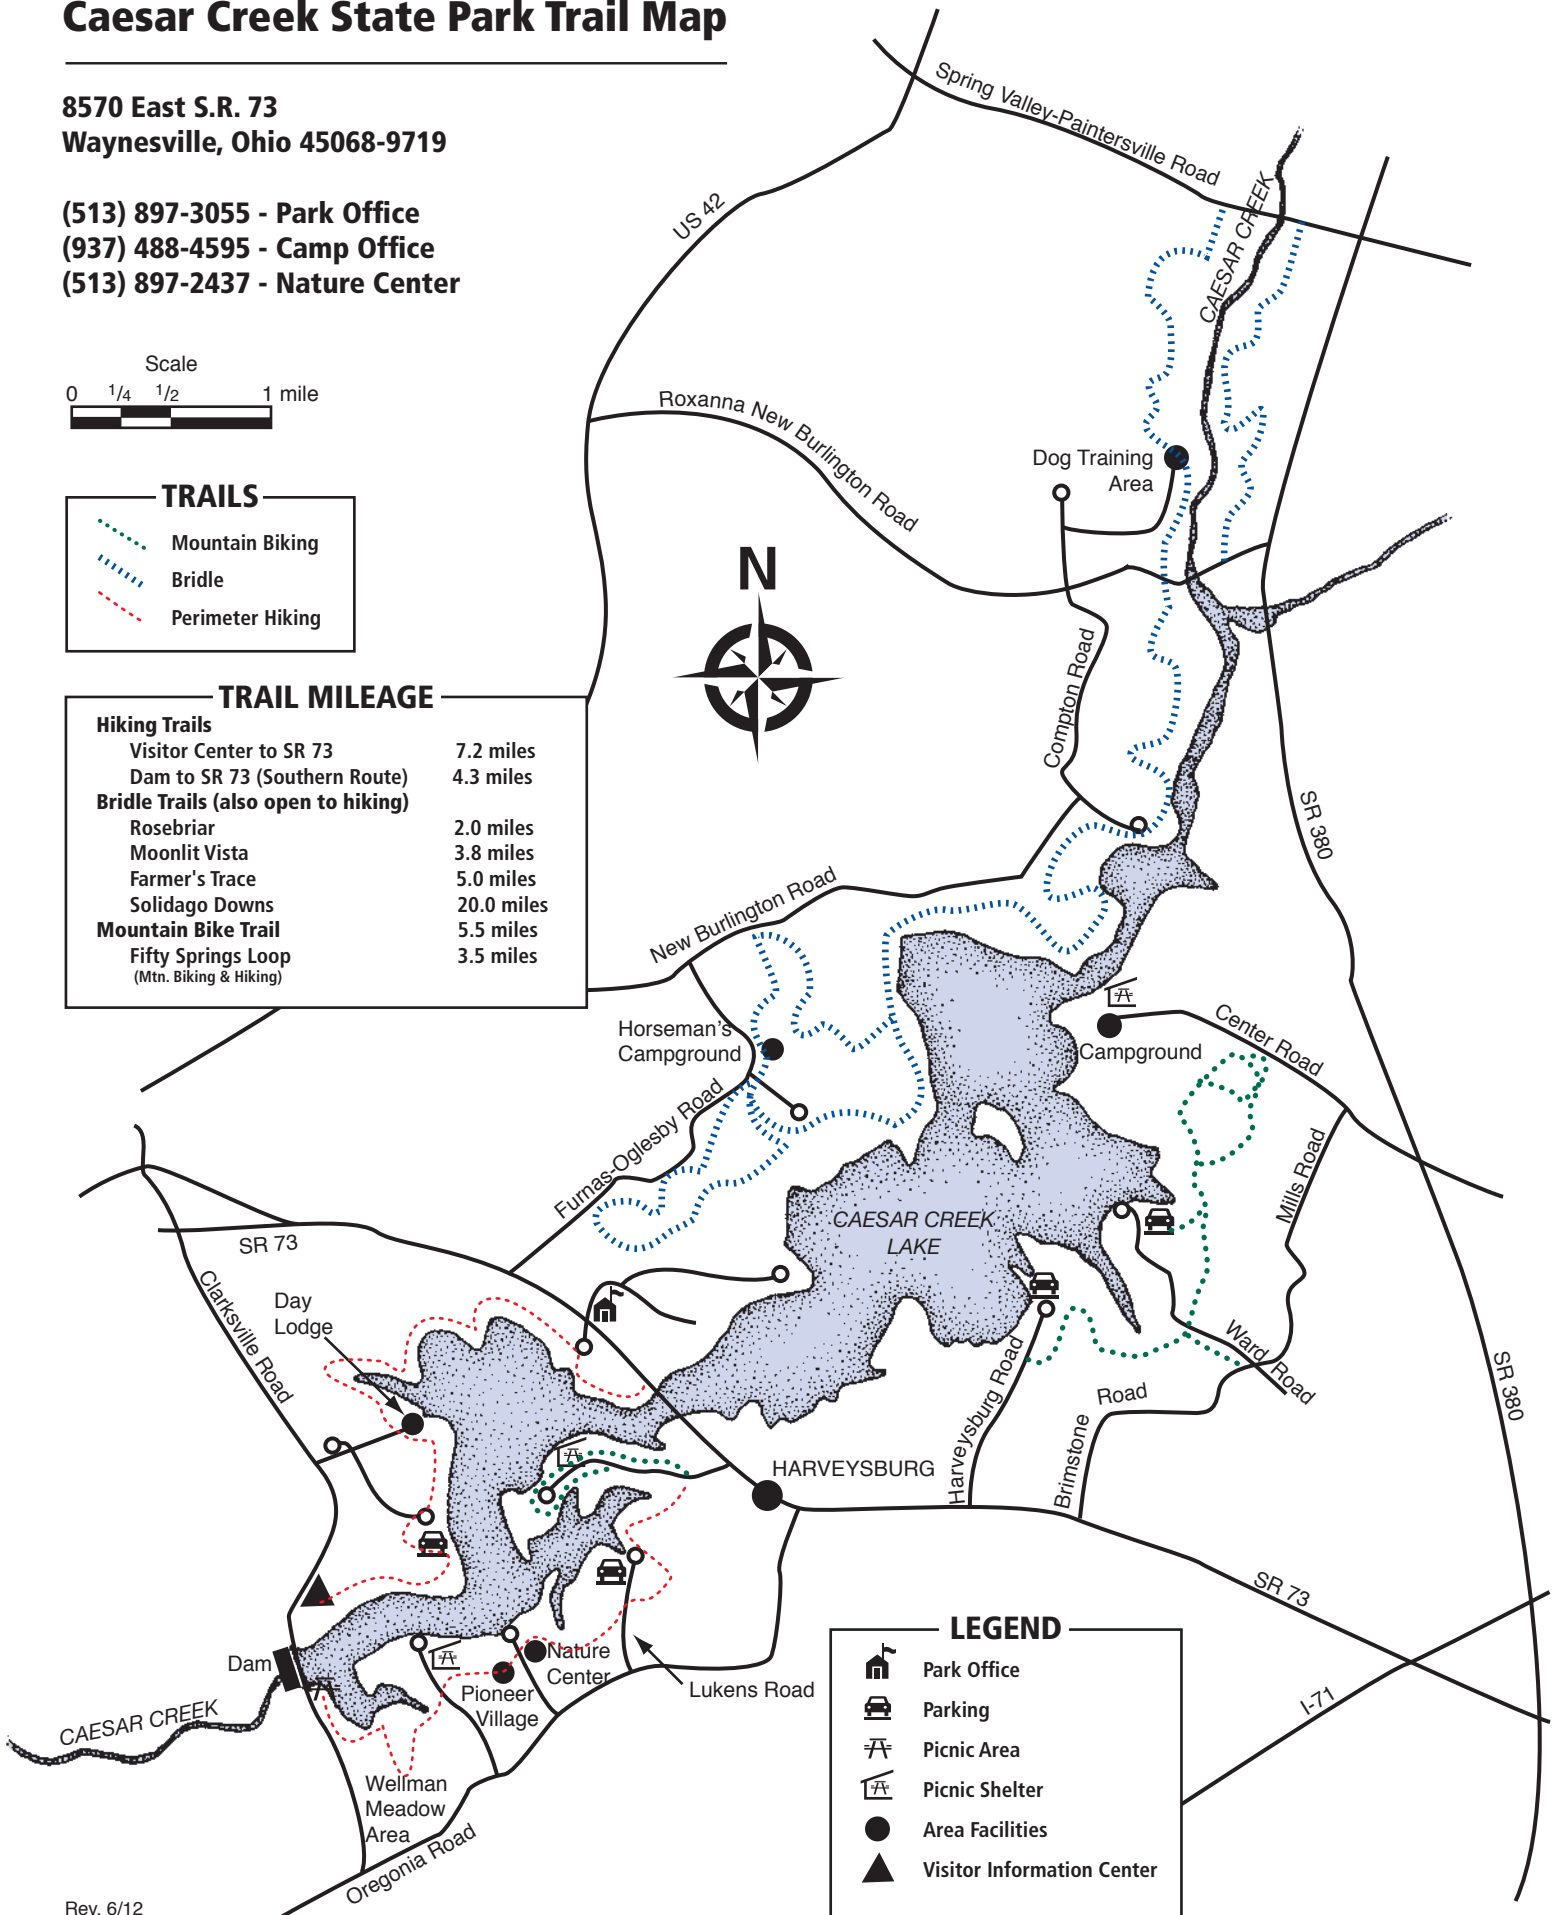 Caesar Creek State Park Trail Map
8570 East S.R. 73
Waynesville, Ohio 45068-9719
(513) 897-3055 - Park Office
(937) 488-4595 - Camp Office
(513) 897-2437 - Nature Center
Scale
0 1/4 1/2 1 mile
TRAILS
Mountain Biking
Bridle
Perimeter Hiking
TRAIL MILEAGE
Hiking Trails
Visitor Center to SR 73 7.2 miles
Dam to SR 73 (Southern Route) 4.3 miles
Bridle Trails (also open to hiking)
Rosebriar 2.0 miles
Moonlit Vista 3.8 miles
Farmer's Trace 5.0 miles
Solidago Downs 20.0 miles
Mountain Bike Trail 5.5 miles
Fifty Springs Loop 3.5 miles
(Mtn. Biking & Hiking)
Spring Valley-Paintersville Road
US 42
CAESAR CREEK
Roxanna New Burlington Road
Dog Training
Area
N
Compton Road
SR 380
New Burlington Road
Horseman's
Campground
Campground
Center Road
Furnas-Oglesby Road
Mills Road
CAESAR CREEK
LAKE
SR 73
Clarksville Road
Day
Lodge
Ward Road
Harveysburg Road
Road
Brimstone
SR 380
HARVEYSBURG
SR 73
I-71
Dam
Nature
Center
Pioneer
Village
Lukens Road
CAESAR CREEK
Wellman
Meadow
Area
Oregonia Road
LEGEND
Park Office
Parking
Picnic Area
Picnic Shelter
Area Facilities
Visitor Information Center
Rev. 6/12